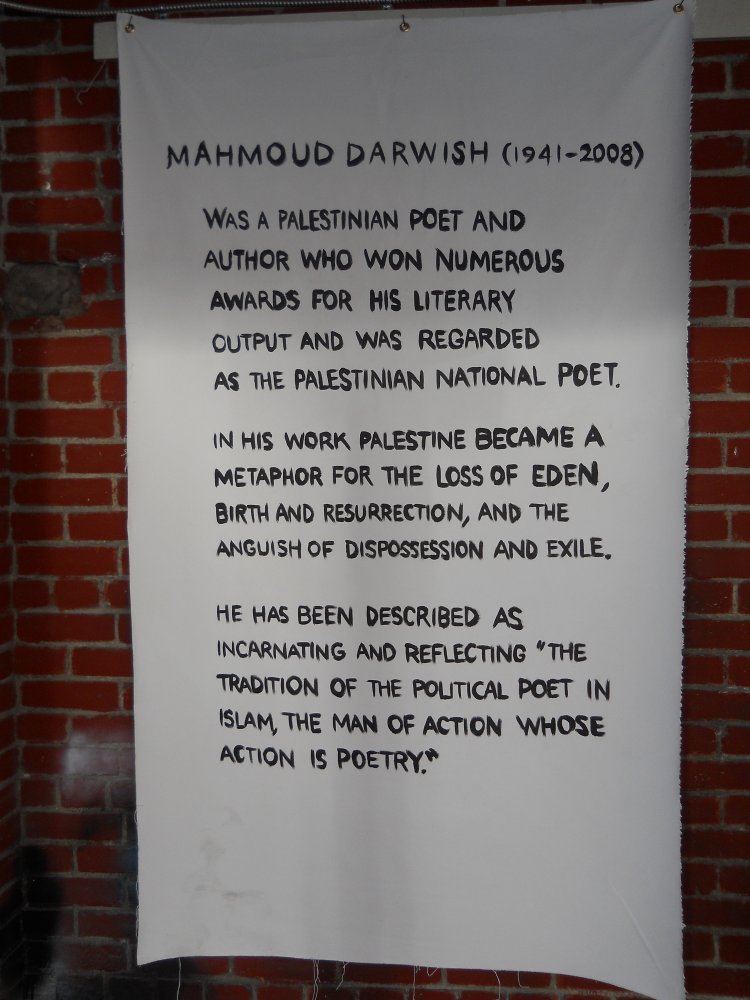 MAHMOUD DARWISH (1941-2008)
WAS A PALESTINIAN POET AND
AUTHOR WHO WON NUMEROUS
AWARDS FOR HIS LITERARY
OUTPUT AND WAS REGARDED
AS THE PALESTINIAN NATIONAL POET.
IN HIS WORK PALESTINE BECAME A
METAPHOR FOR THE LOSS OF EDEN,
BIRTH AND RESURRECTION, AND THE
ANGUISH OF DISPOSSESSION AND EXILE.
HE HAS BEEN DESCRIBED AS
INCARNATING AND REFLECTING "THE
TRADITION OF THE POLITICAL POET IN
ISLAM, THE MAN OF ACTION WHOSE
ACTION IS POETRY."